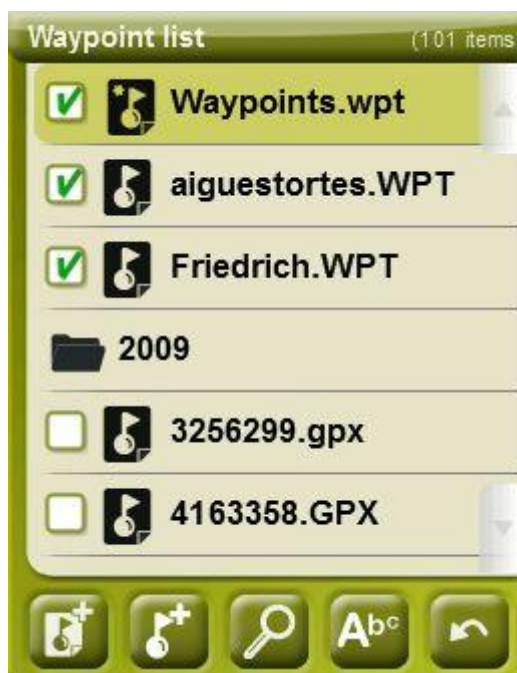 Waypoint list (101 items
Waypoints.wpt
aiguestortes.WPT
Friedrich.WPT
2009
3256299.gpx
4163358.GPX
Abc